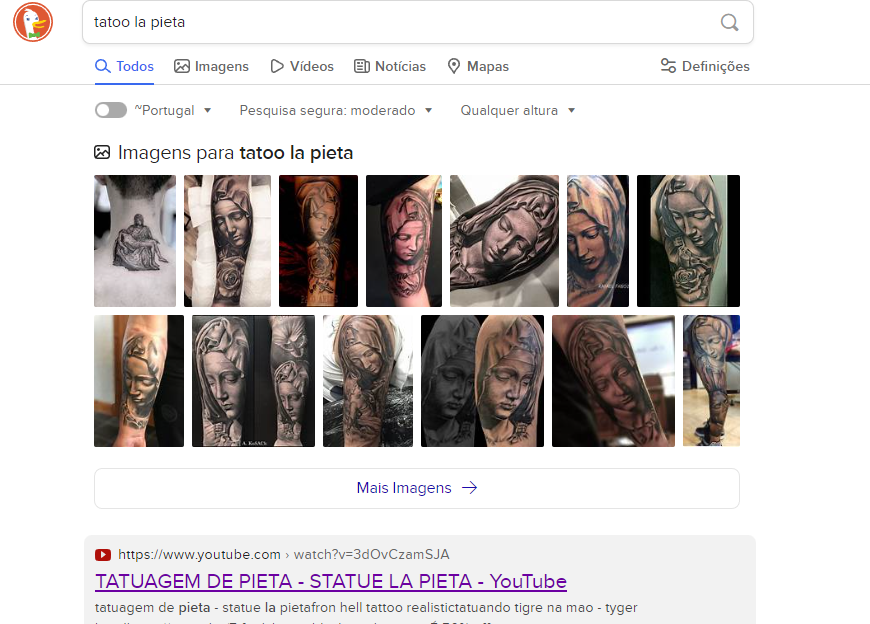 tatoo la pieta
Todos
Imagens
Vídeos
Notícias
Mapas
Definições
~Portugal
Pesquisa segura: moderado
Qualquer altura
Imagens para tatoo la pieta
Mais Imagens
https://www.youtube.com › watch?v=3dOvCzamSJA
TATUAGEM DE PIETA - STATUE LA PIETA - YouTube
tatuagem de pieta - statue la pietafron hell tattoo realistictatuando tigre na mao - tyger